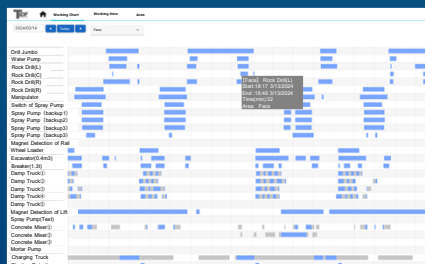 Working Chart
Working Area
Area
2024/03/14
Today
Face
Drill Jumbo
Water Pump
Rock Drill(L)
Rock Drill(C)
Rock Drill(R)
Rock Drill(R)
Manipulator
Switch of Spray Pump
Spray Pump (backup1)
Spray Pump (backup2)
Spray Pump (backup3)
Spray Pump (backup3)
Magnet Detection of Rail
Wheel Loader
Excavator(0.4m3)
Breaker(1.3t)
Damp Truck①
Damp Truck②
Damp Truck③
Damp Truck④
Damp Truck⑤
Magnet Detection of Lift
Spray Pump(Test)
Concrete Mixer①
Concrete Mixer②
Concrete Mixer③
Mortar Pump
Charging Truck
【Face】 Rock Drill(L)
Start:18:17 3/13/2024
End :18:49 3/13/2024
Time(min):32
Area: Face